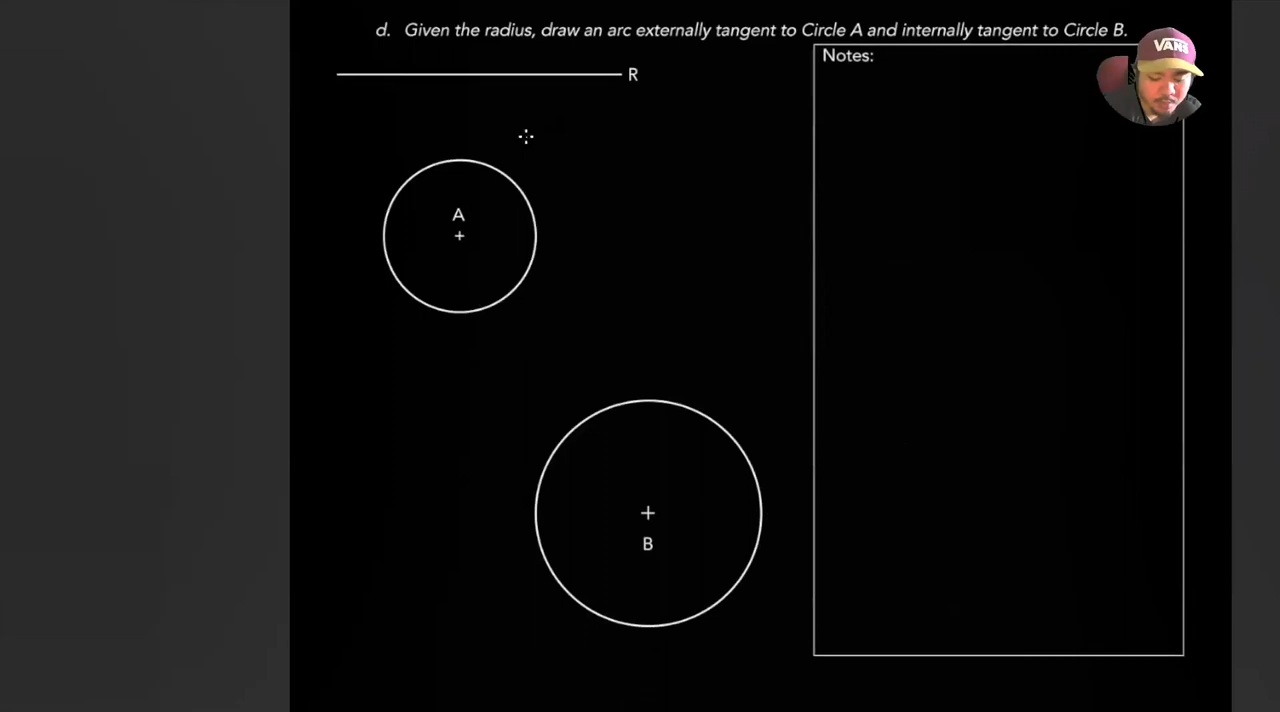 d. Given the radius, draw an arc externally tangent to Circle A and internally tangent to Circle B.
Notes:
R
VANS
A
B